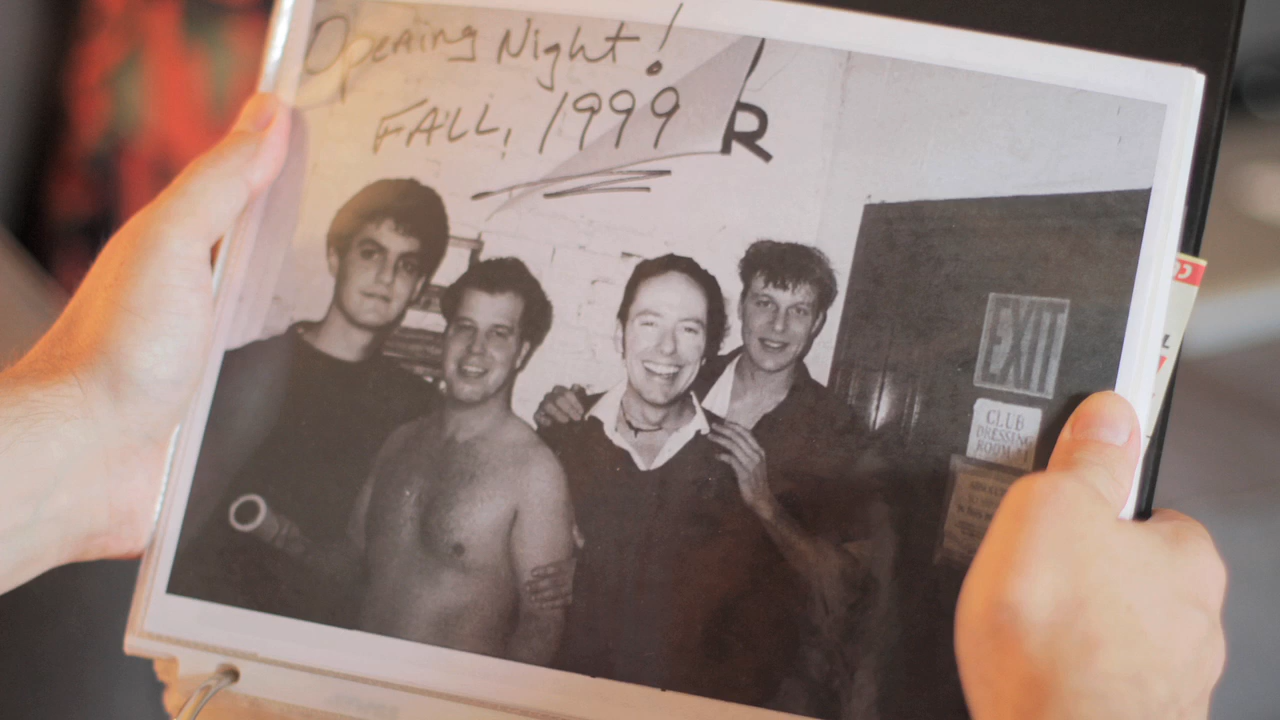 Opening Night!
FALL, 1999
R
EXIT
CLUB
DRESSING
ROOM